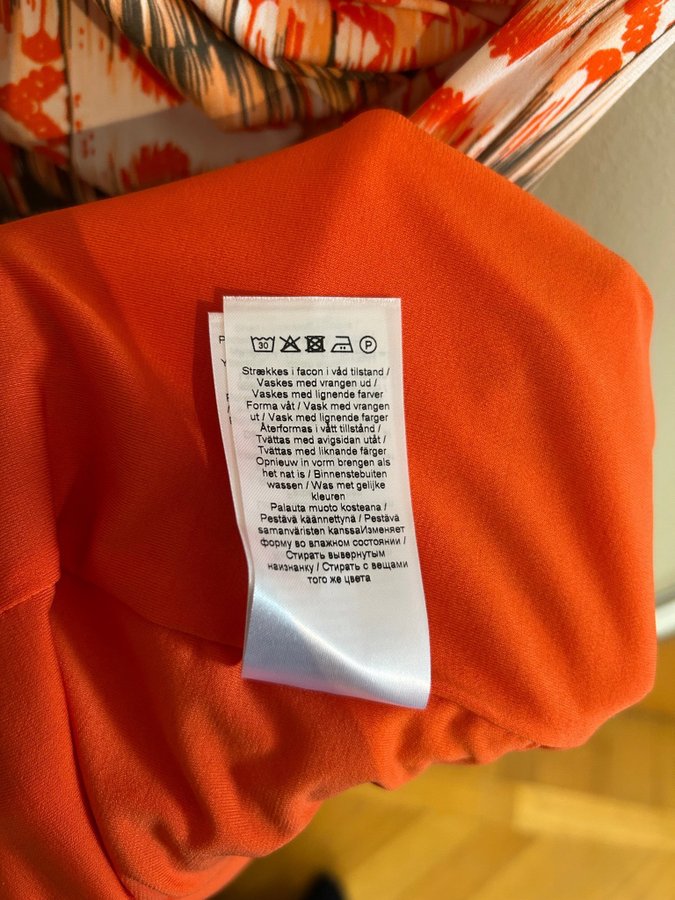 30 P
Strækkes i facon i våd tilstand /
Vaskes med vrangen ud /
Vaskes med lignende farver
Forma våt / Vask med vrangen
ut / Vask med lignende farger
Återformas i vått tillstånd /
Tvättas med avigsidan utåt /
Tvättas med liknande färger
Opnieuw in vorm brengen als
het nat is / Binnenstebuiten
wassen / Was met gelijke
kleuren
Palauta muoto kosteana /
Pestävä käännettynä / Pestävä
samanväristen kanssaИзменяет
форму во влажном состоянии /
Стирать вывернутым
наизнанку / Стирать с вещами
того же цвета